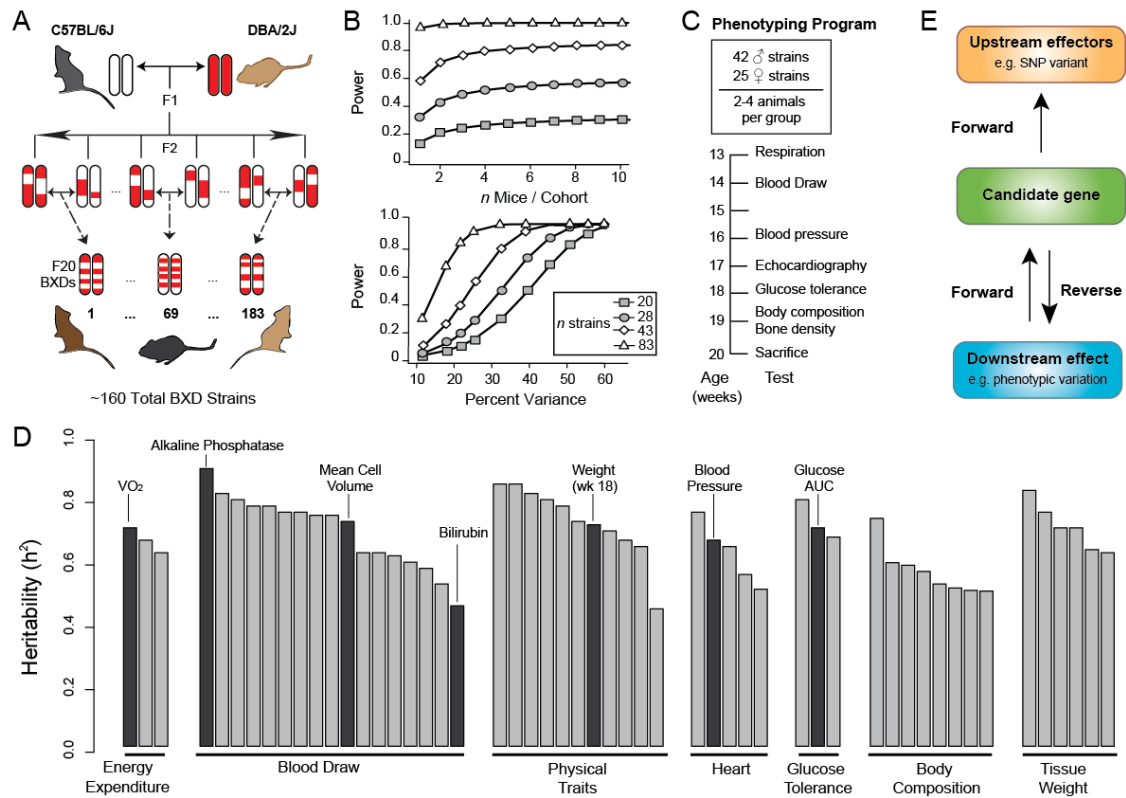 A
C57BL/6J
DBA/2J
F1
F2
... ...
F20
BXDs
... ...
1 ... 69 ... 183
~160 Total BXD Strains
B
Power
1.0
0.8
0.6
0.4
0.2
0
2 4 6 8 10
n Mice / Cohort
Power
1.0
0.8
0.6
0.4
0.2
0
10 20 30 40 50 60
Percent Variance
n strains
20
28
43
83
C
Phenotyping Program
42 ♂ strains
25 ♀ strains
2-4 animals
per group
13 Respiration
14 Blood Draw
15
16 Blood pressure
17 Echocardiography
18 Glucose tolerance
19 Body composition
Bone density
20 Sacrifice
Age Test
(weeks)
E
Upstream effectors
e.g. SNP variant
Forward
Candidate gene
Forward
Reverse
Downstream effect
e.g. phenotypic variation
D
Heritability (h²)
1.0
0.8
0.6
0.4
0.2
0.0
VO₂
Alkaline Phosphatase
Mean Cell
Volume
Bilirubin
Weight
(wk 18)
Blood
Pressure
Glucose
AUC
Energy
Expenditure
Blood Draw
Physical
Traits
Heart
Glucose
Tolerance
Body
Composition
Tissue
Weight